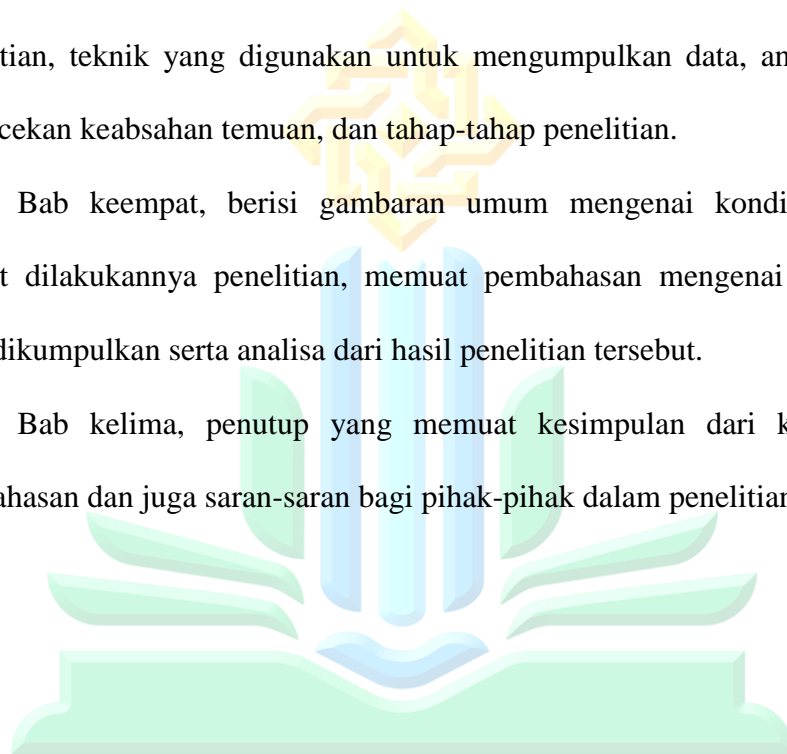 tian, teknik yang digunakan untuk mengumpulkan data, an
cekan keabsahan temuan, dan tahap-tahap penelitian.
Bab keempat, berisi gambaran umum mengenai kondi
t dilakukannya penelitian, memuat pembahasan mengenai
dikumpulkan serta analisa dari hasil penelitian tersebut.
Bab kelima, penutup yang memuat kesimpulan dari k
ahasan dan juga saran-saran bagi pihak-pihak dalam penelitian